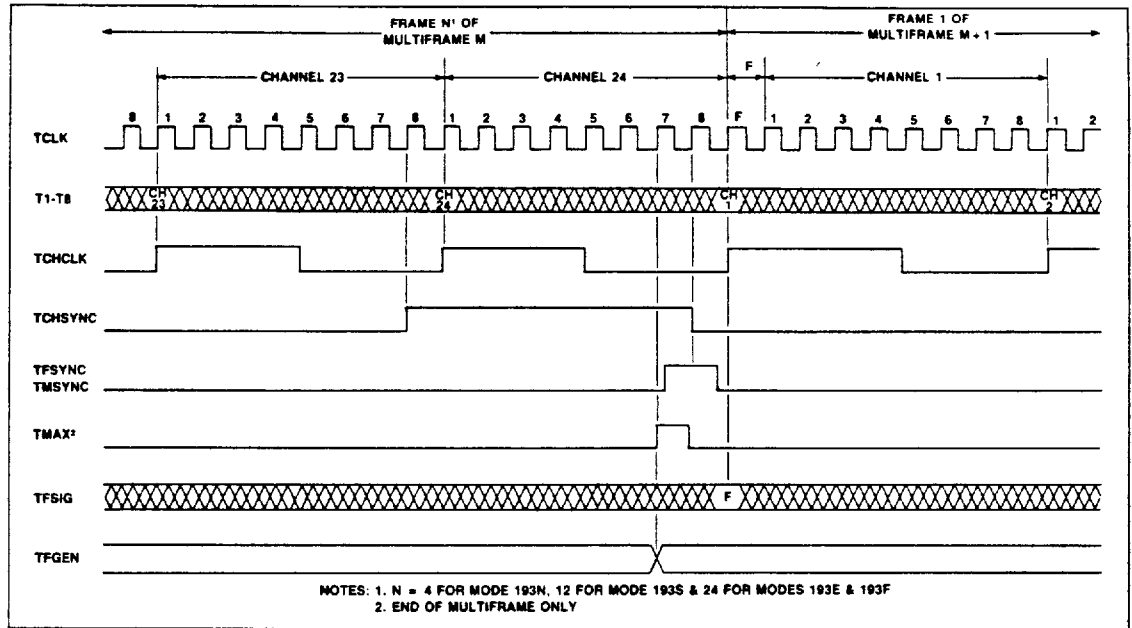 FRAME N¹ OF
MULTIFRAME M
FRAME 1 OF
MULTIFRAME M + 1
CHANNEL 23
CHANNEL 24
F
CHANNEL 1
TCLK
8 1 2 3 4 5 6 7 8 1 2 3 4 5 6 7 8 F 1 2 3 4 5 6 7 8 1 2
T1-T8
CH 23
CH 24
CH 1
CH 2
TCHCLK
TCHSYNC
TFSYNC
TMSYNC
TMAX²
TFSIG
F
TFGEN
NOTES: 1. N = 4 FOR MODE 193N, 12 FOR MODE 193S & 24 FOR MODES 193E & 193F
2. END OF MULTIFRAME ONLY